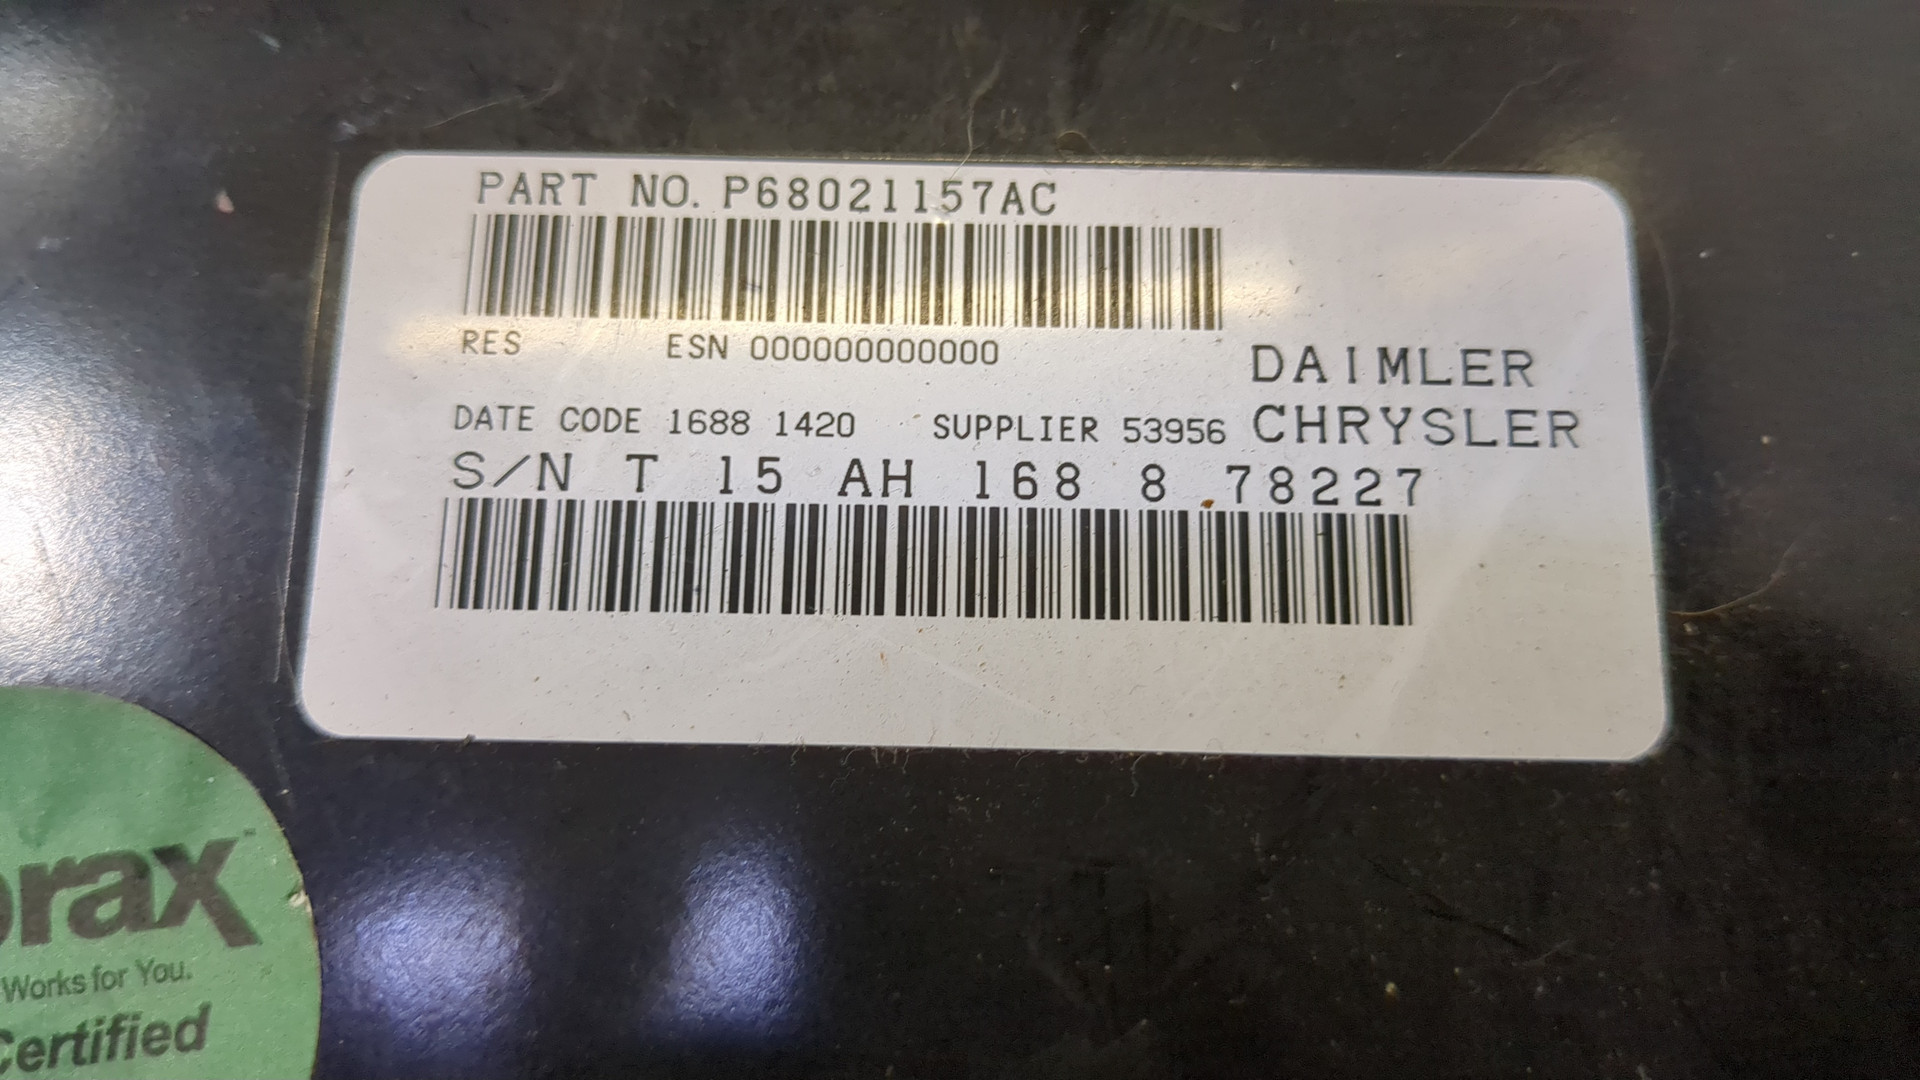 PART NO. P68021157AC
RES ESN 000000000000
DAIMLER
DATE CODE 1688 1420 SUPPLIER 53956 CHRYSLER
S/N T 15 AH 168 8 78227
rax
Works for You.
Certified